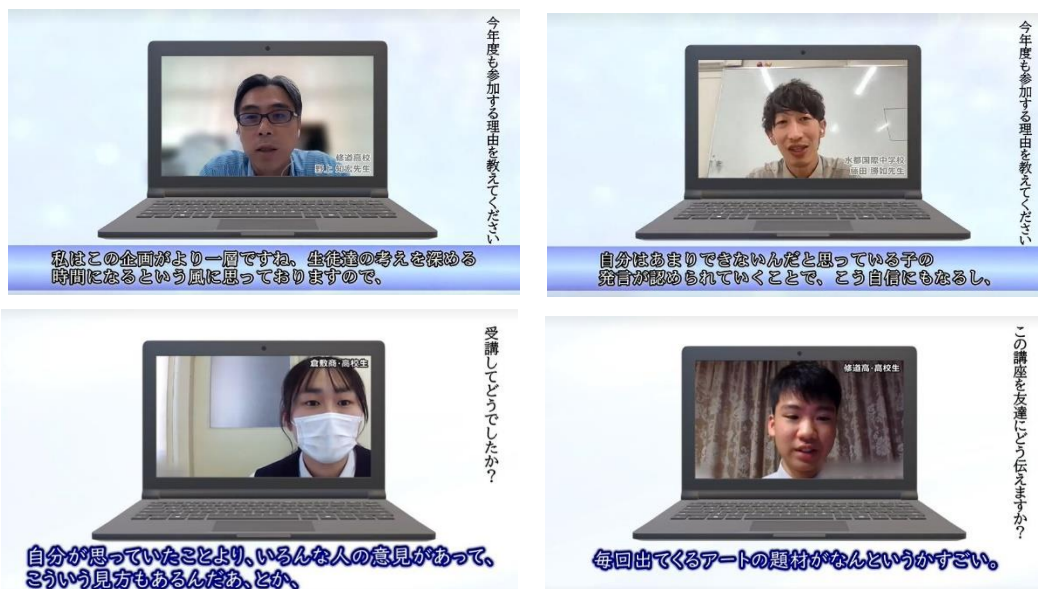 今年度も参加する理由を教えてください
修道高校
野上 知宏先生
私はこの企画がより一層ですね、生徒達の考えを深める
時間になるという風に思っておりますので、
今年度も参加する理由を教えてください
水都国際中学校
藤田 勝如先生
自分はあまりできないんだと思っている子の
発言が認められていくことで、こう自信にもなるし、
受講してどうでしたか？
倉敷商・高校生
自分が思っていたことより、いろんな人の意見があって、
こういう見方もあるんだあ、とか、
この講座を友達にどう伝えますか？
修道高・高校生
毎回出てくるアートの題材がなんというかすごい。